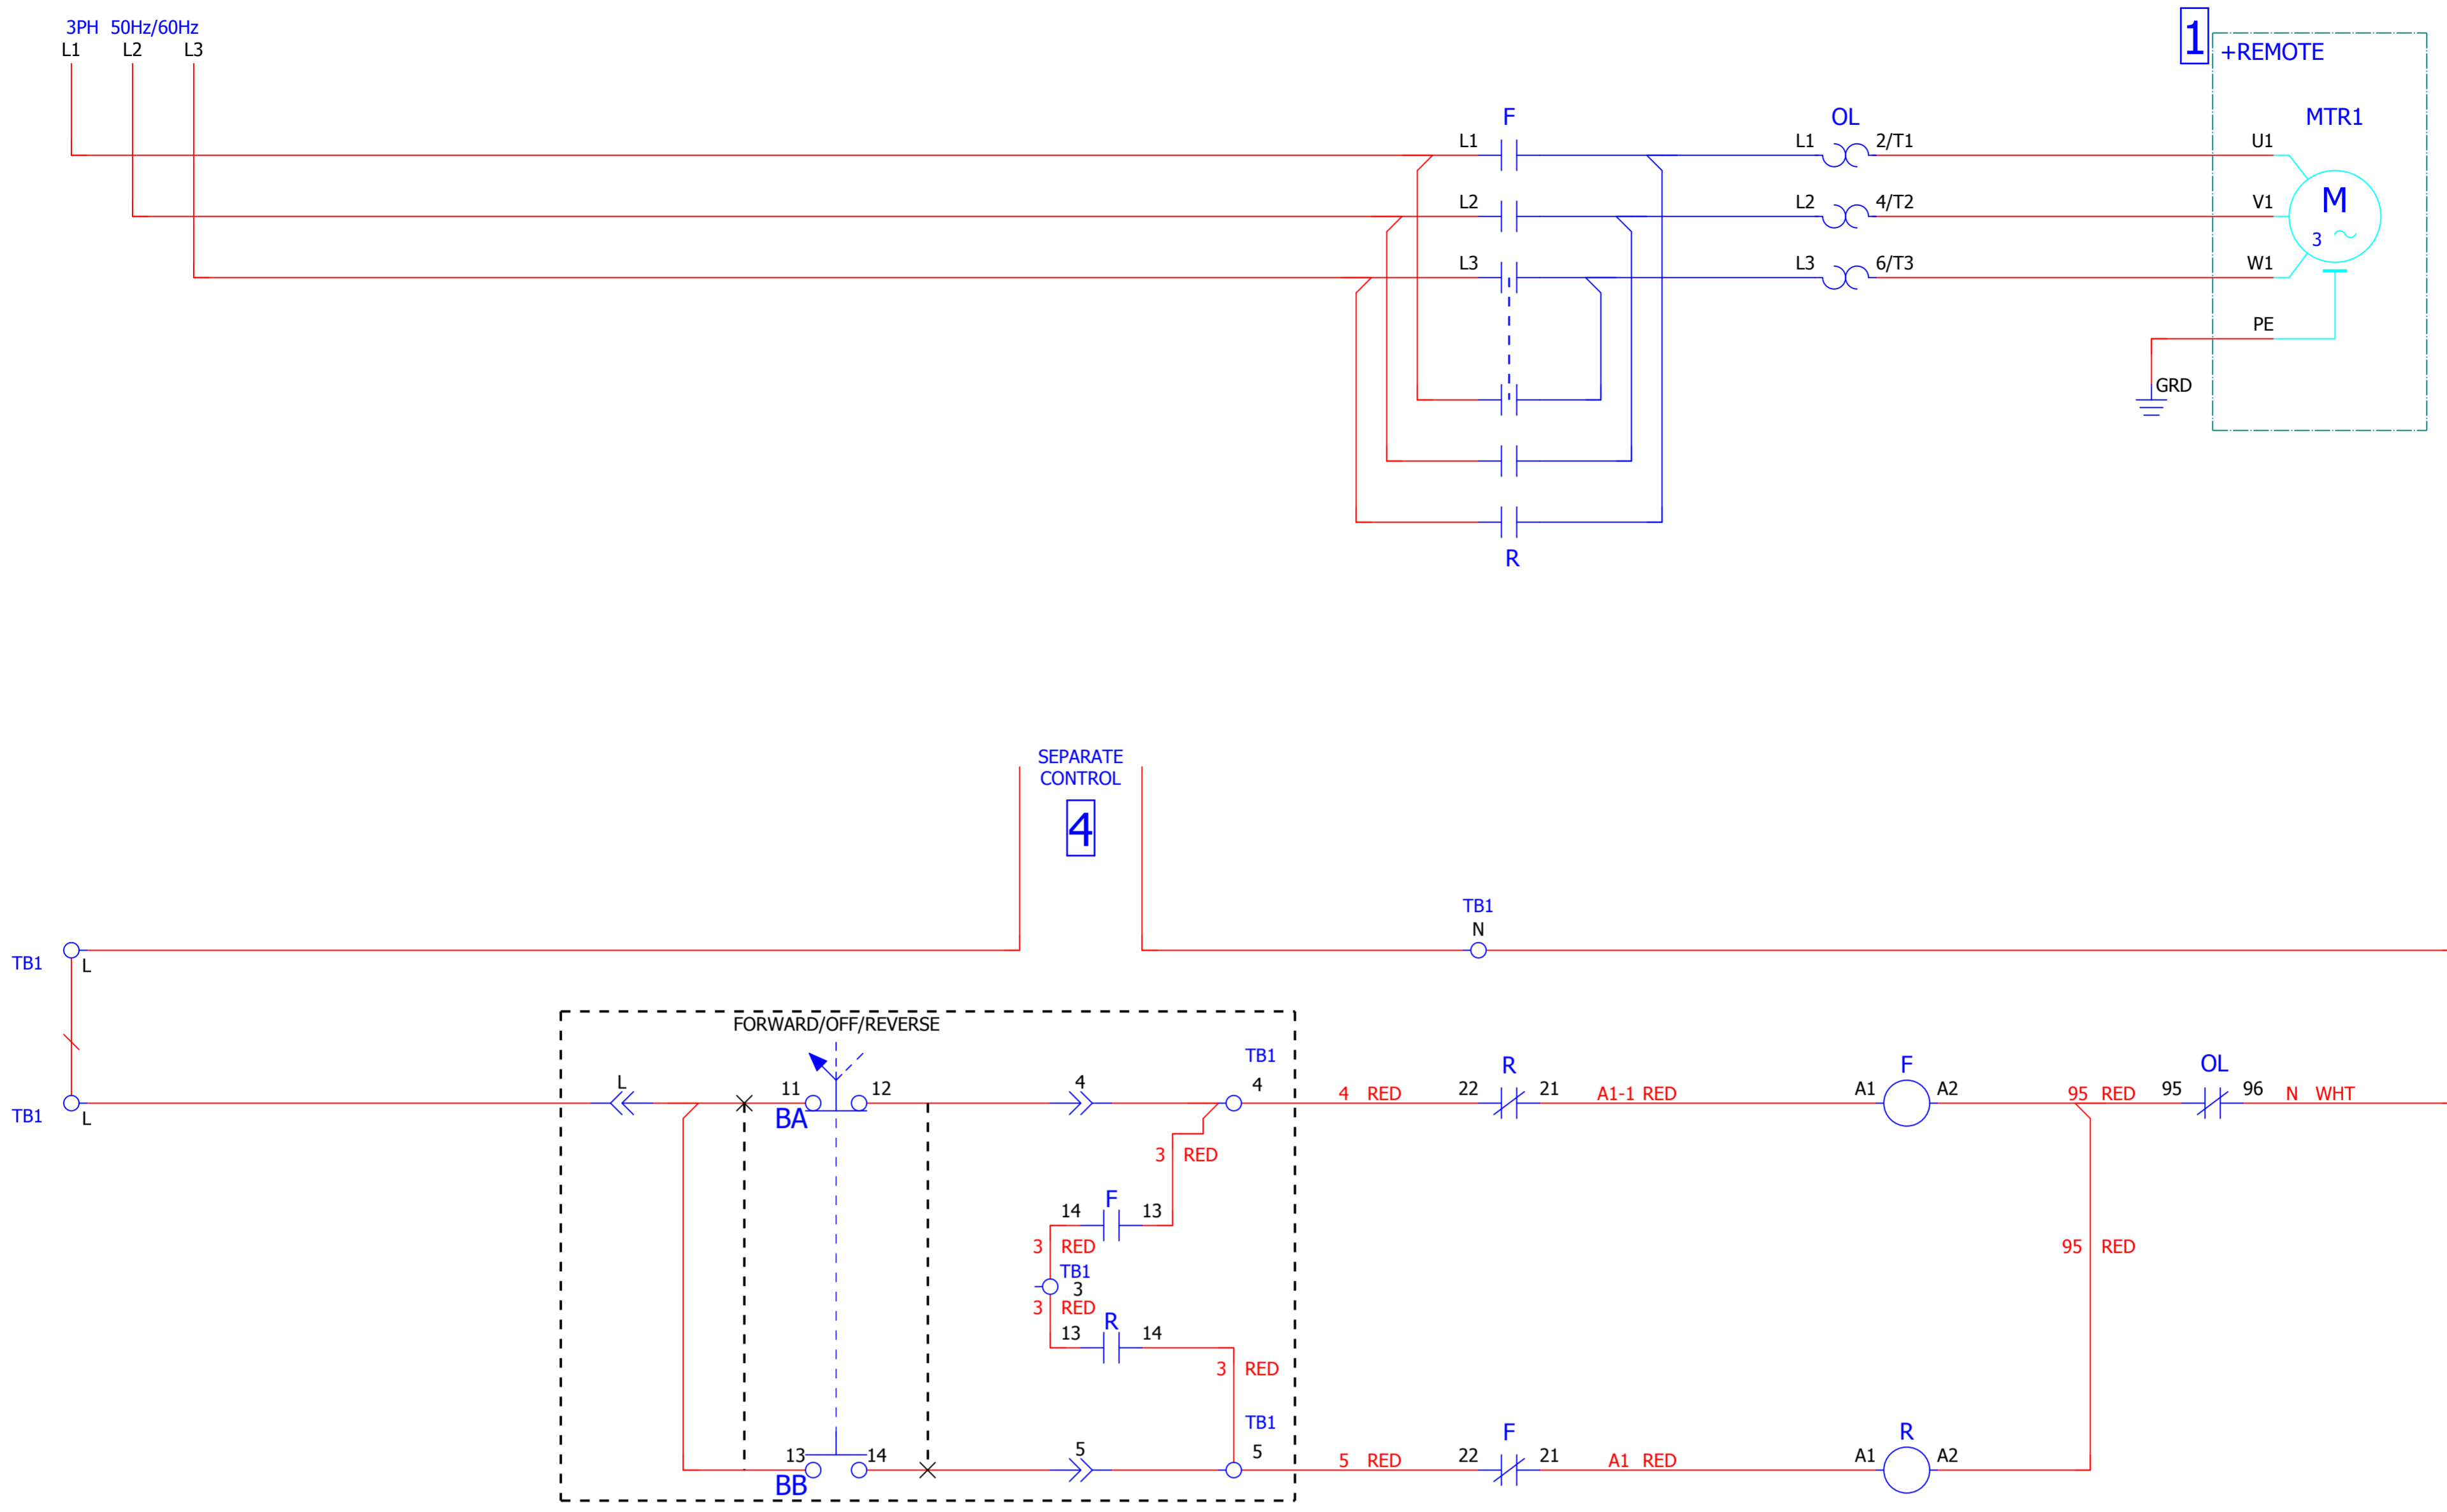 3PH 50Hz/60Hz
L1 L2 L3
1
+REMOTE
F OL MTR1
L1 L1 2/T1 U1
M
3
L2 L2 4/T2 V1
L3 L3 6/T3 W1
PE
GRD
R
SEPARATE
CONTROL
4
TB1
N
TB1 L
FORWARD/OFF/REVERSE
TB1
4
R F OL
TB1 L
L 11 12 4
BA
4 RED 22 21 A1-1 RED A1 A2 95 RED 95 96 N WHT
3 RED
F
14 13
3 RED
95 RED
TB1
3
3 RED
R
13 14
3 RED
TB1
5
F R
13 14 5
BB
5 RED 22 21 A1 RED A1 A2